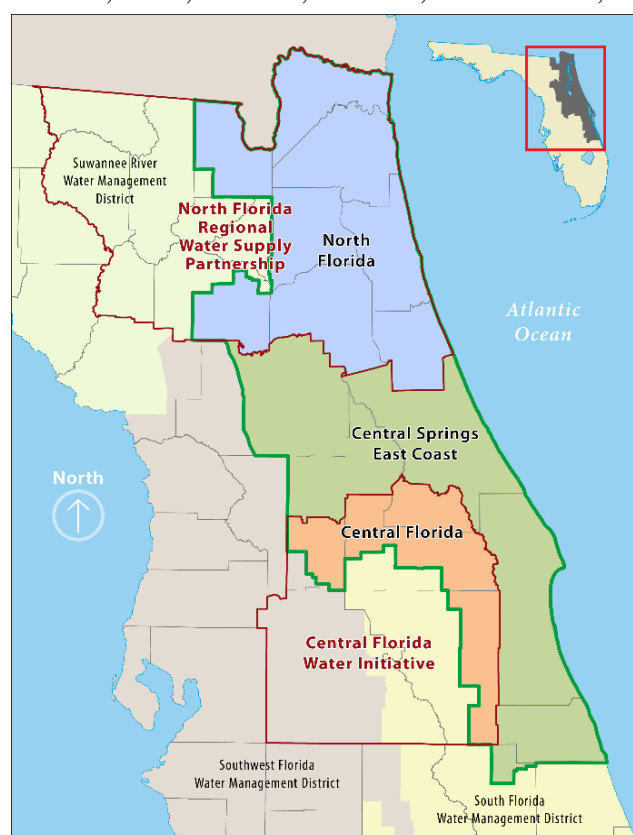 Suwannee River
Water Management
District
North Florida
Regional
Water Supply
Partnership
North
Florida
Atlantic
Ocean
Central Springs
East Coast
North
Central Florida
Central Florida
Water Initiative
Southwest Florida
Water Management District
South Florida
Water Management District